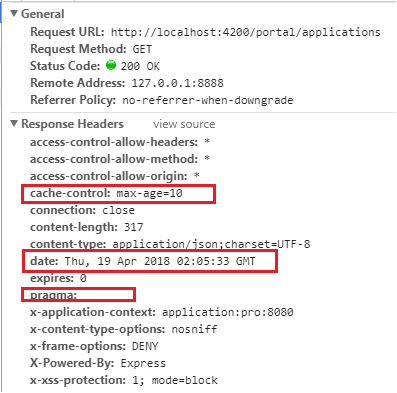 General
Request URL: http://localhost:4200/portal/applications
Request Method: GET
Status Code: 200 OK
Remote Address: 127.0.0.1:8888
Referrer Policy: no-referrer-when-downgrade
Response Headers view source
access-control-allow-headers: *
access-control-allow-method: *
access-control-allow-origin: *
cache-control: max-age=10
connection: close
content-length: 317
content-type: application/json;charset=UTF-8
date: Thu, 19 Apr 2018 02:05:33 GMT
expires: 0
pragma:
x-application-context: application:pro:8080
x-content-type-options: nosniff
x-frame-options: DENY
X-Powered-By: Express
x-xss-protection: 1; mode=block